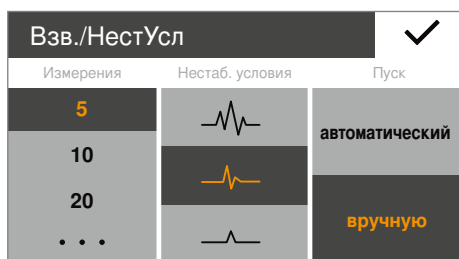 Взв./НестУсл
Измерения Нестаб. условия Пуск
5
автоматический
10
20
вручную
. . .